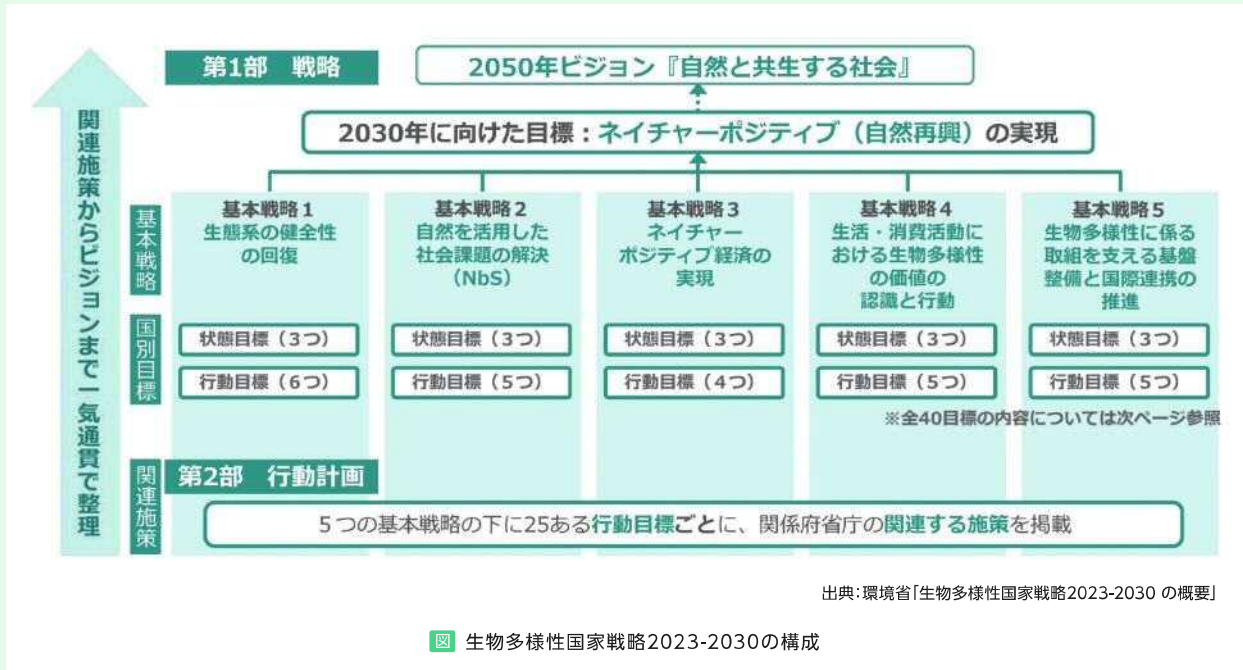 第1部 戦略
2050年ビジョン『自然と共生する社会』
2030年に向けた目標：ネイチャーポジティブ（自然再興）の実現
関連施策からビジョンまで一気通貫で整理
基本戦略
基本戦略１
生態系の健全性
の回復
基本戦略２
自然を活用した
社会課題の解決
（NbS）
基本戦略３
ネイチャー
ポジティブ経済の
実現
基本戦略４
生活・消費活動に
おける生物多様性
の価値の
認識と行動
基本戦略５
生物多様性に係る
取組を支える基盤
整備と国際連携の
推進
国別目標
状態目標（３つ）
状態目標（３つ）
状態目標（３つ）
状態目標（３つ）
状態目標（３つ）
行動目標（６つ）
行動目標（５つ）
行動目標（４つ）
行動目標（５つ）
行動目標（５つ）
※全40目標の内容については次ページ参照
関連施策
第2部 行動計画
５つの基本戦略の下に25ある行動目標ごとに、関係府省庁の関連する施策を掲載
出典：環境省「生物多様性国家戦略2023-2030 の概要」
図 生物多様性国家戦略2023-2030の構成